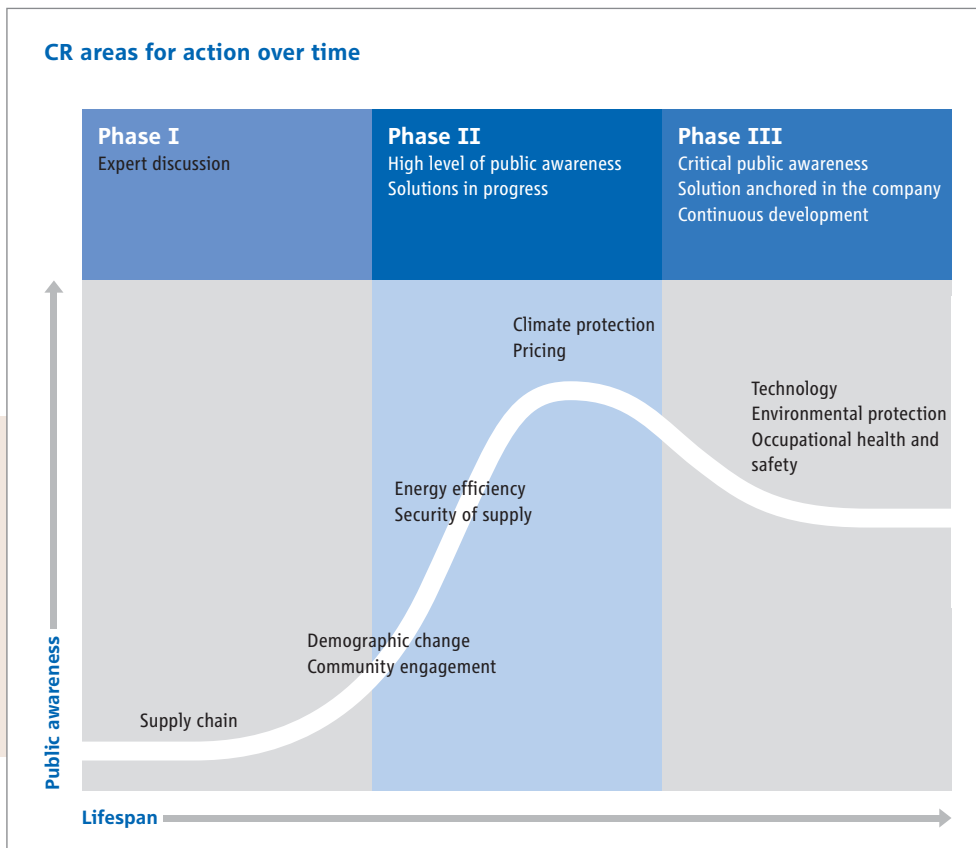 CR areas for action over time
Phase I
Expert discussion
Phase II
High level of public awareness
Solutions in progress
Phase III
Critical public awareness
Solution anchored in the company
Continuous development
Climate protection
Pricing
Technology
Environmental protection
Occupational health and
safety
Energy efficiency
Security of supply
Demographic change
Community engagement
Supply chain
Public awareness
Lifespan